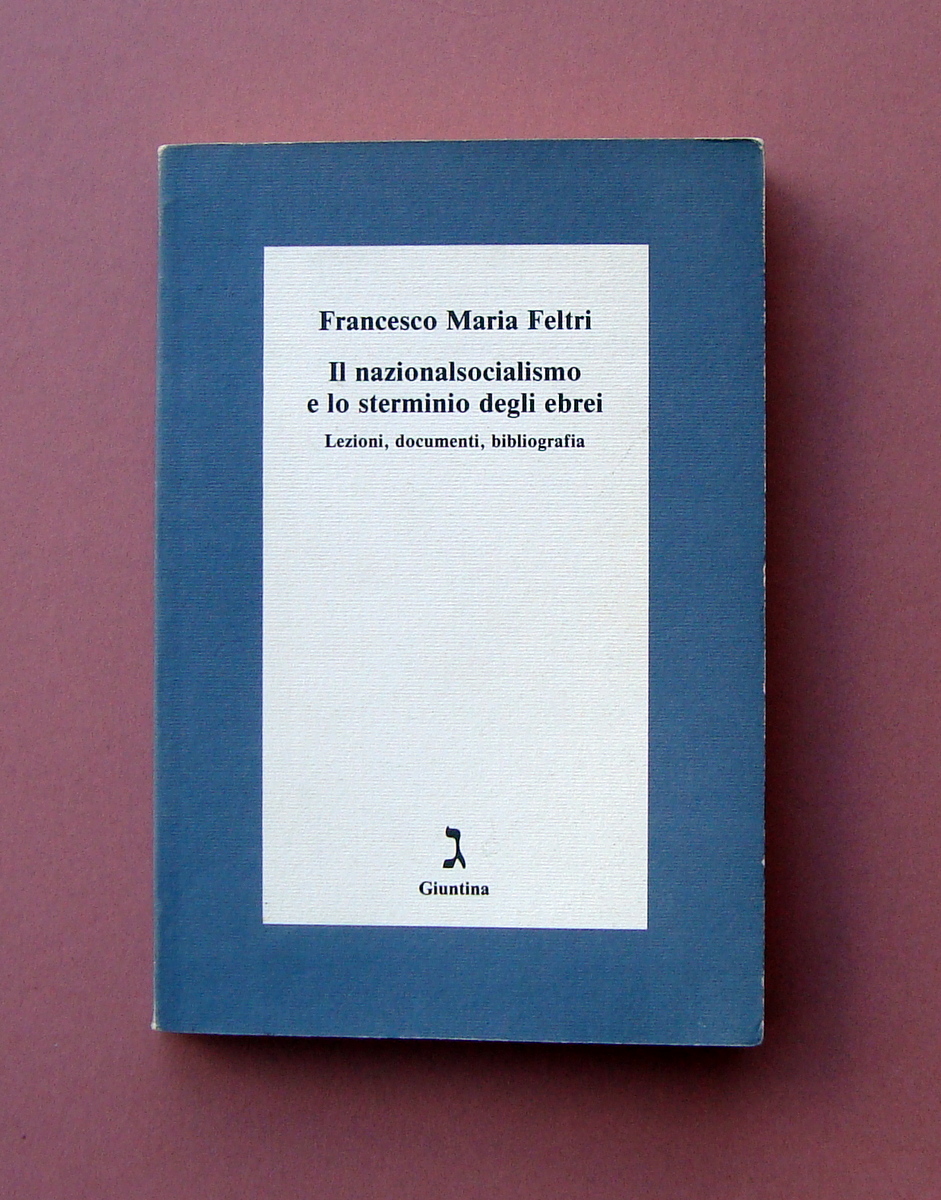 Francesco Maria Feltri
Il nazionalsocialismo
e lo sterminio degli ebrei
Lezioni, documenti, bibliografia
ג
Giuntina